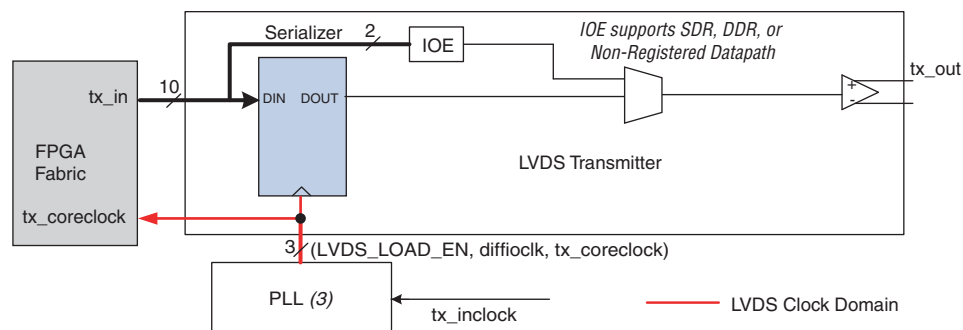 Serializer
2
IOE
IOE supports SDR, DDR, or
Non-Registered Datapath
tx_out
10
tx_in
DIN
DOUT
+
-
FPGA
Fabric
LVDS Transmitter
tx_coreclock
3
(LVDS_LOAD_EN, diffioclk, tx_coreclock)
PLL (3)
tx_inclock
LVDS Clock Domain